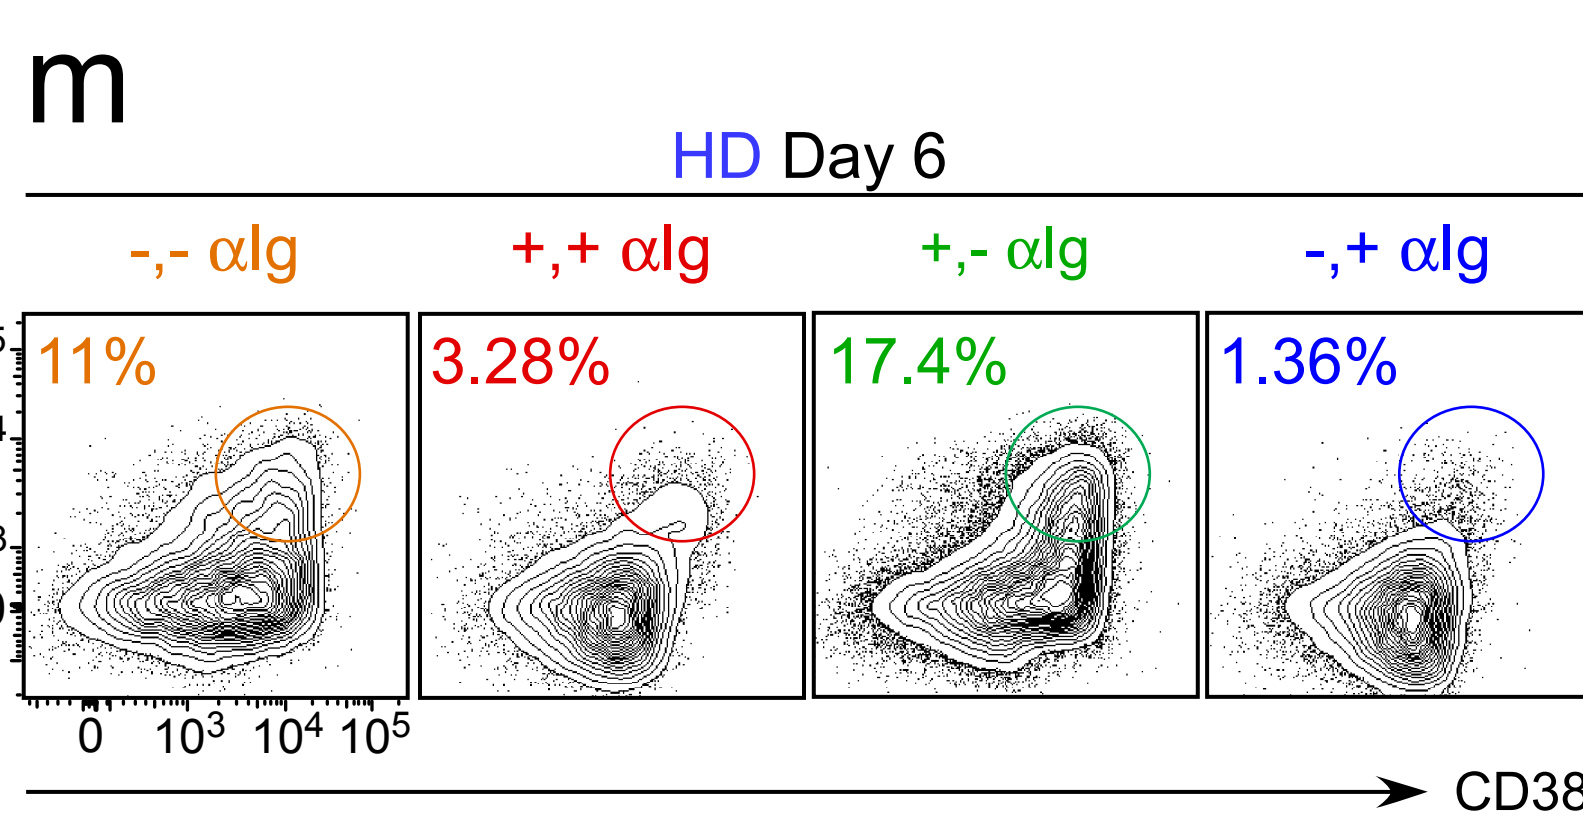 m
HD Day 6
-,- αIg +,+ αIg +,- αIg -,+ αIg
11% 3.28% 17.4% 1.36%
0 10³ 10⁴ 10⁵
CD38